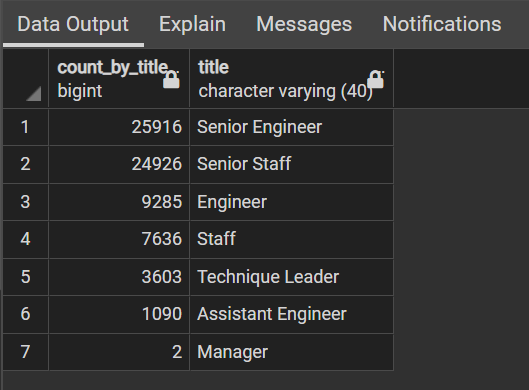 Data Output Explain Messages Notifications
count_by_title title
bigint character varying (40)
1 25916 Senior Engineer
2 24926 Senior Staff
3 9285 Engineer
4 7636 Staff
5 3603 Technique Leader
6 1090 Assistant Engineer
7 2 Manager